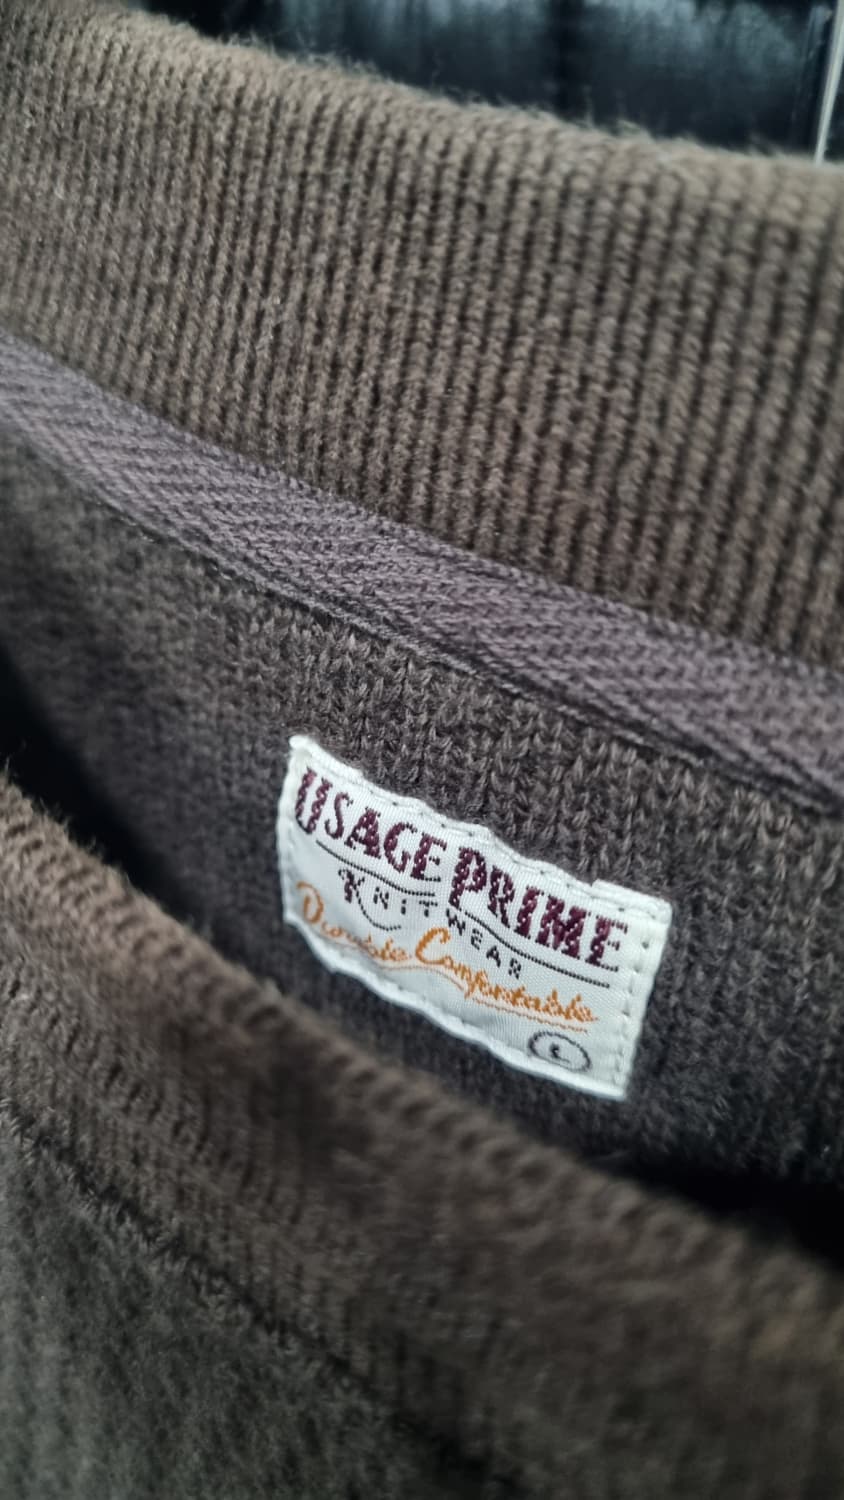 USAGE PRIME
KNITWEAR
Durable Comfortable
L